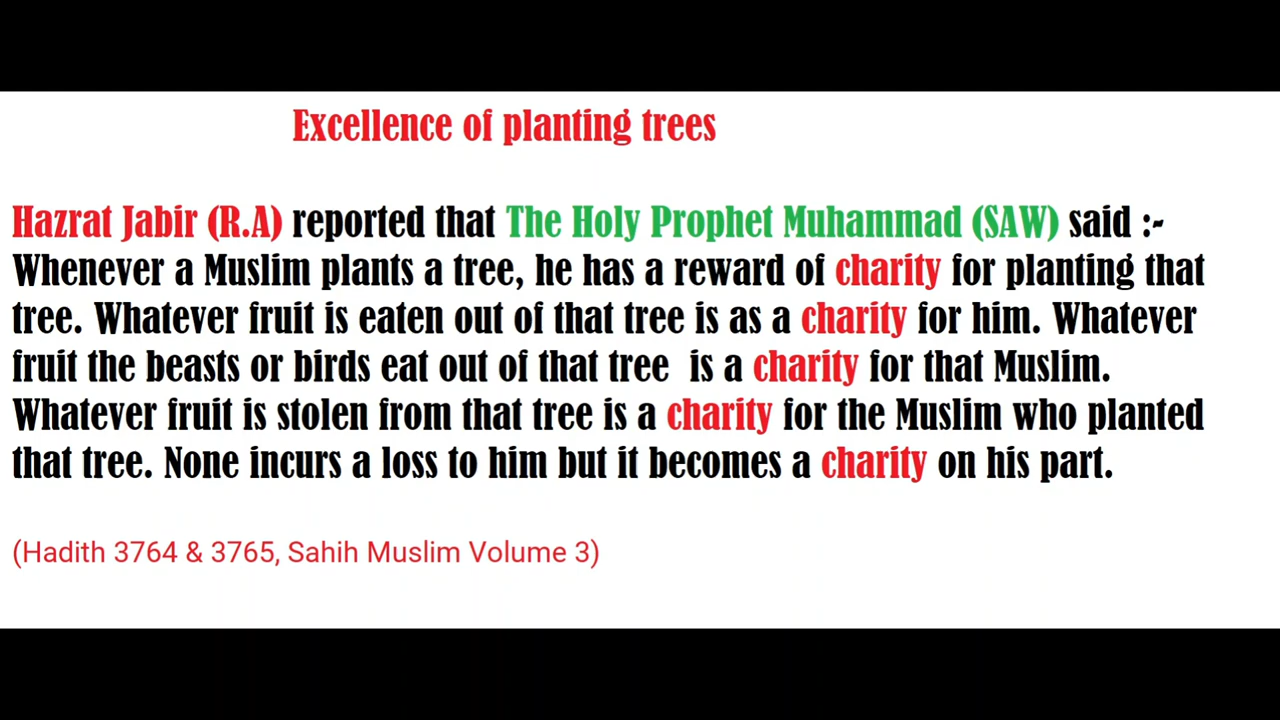 Excellence of planting trees
Hazrat Jabir (R.A) reported that The Holy Prophet Muhammad (SAW) said :-
Whenever a Muslim plants a tree, he has a reward of charity for planting that
tree. Whatever fruit is eaten out of that tree is as a charity for him. Whatever
fruit the beasts or birds eat out of that tree is a charity for that Muslim.
Whatever fruit is stolen from that tree is a charity for the Muslim who planted
that tree. None incurs a loss to him but it becomes a charity on his part.
(Hadith 3764 & 3765, Sahih Muslim Volume 3)